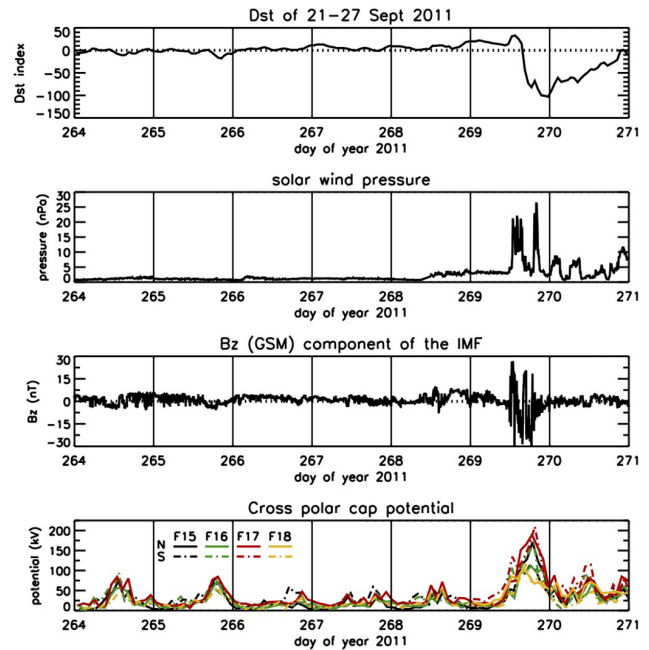 Dst of 21-27 Sept 2011
Dst index
50
0
-50
-100
-150
264 265 266 267 268 269 270 271
day of year 2011
solar wind pressure
pressure (nPa)
30
25
20
15
10
5
0
264 265 266 267 268 269 270 271
day of year 2011
Bz (GSM) component of the IMF
Bz (nT)
30
15
0
-15
-30
264 265 266 267 268 269 270 271
day of year 2011
Cross polar cap potential
potential (kV)
200
150
100
50
0
F15 F16 F17 F18
N
S
264 265 266 267 268 269 270 271
day of year 2011